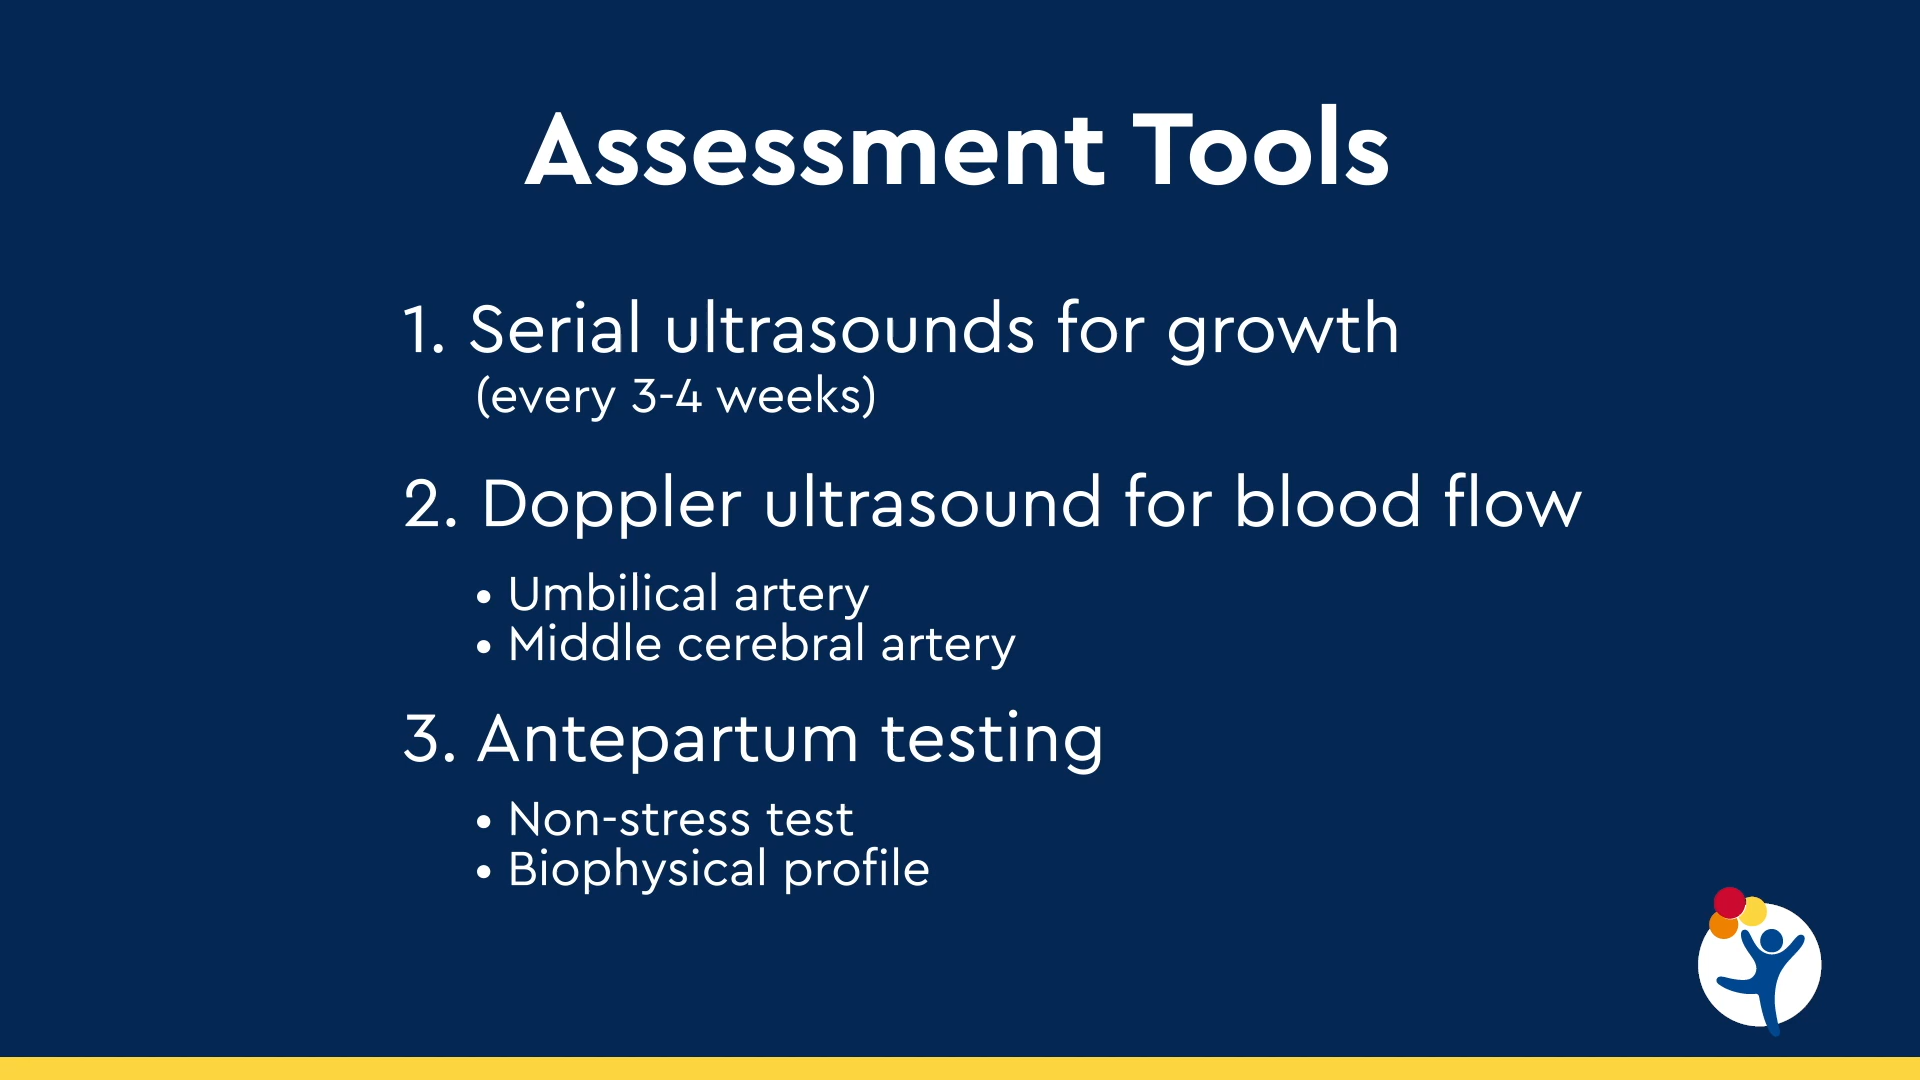 Assessment Tools
1. Serial ultrasounds for growth
(every 3-4 weeks)
2. Doppler ultrasound for blood flow
• Umbilical artery
• Middle cerebral artery
3. Antepartum testing
• Non-stress test
• Biophysical profile